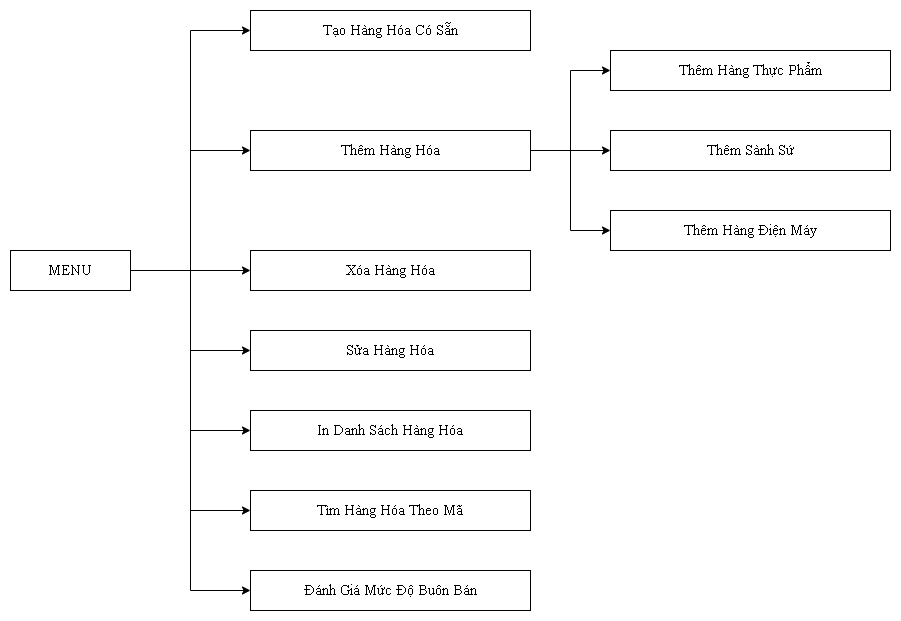 MENU
Tạo Hàng Hóa Có Sẵn
Thêm Hàng Hóa
Thêm Hàng Thực Phẩm
Thêm Sành Sứ
Thêm Hàng Điện Máy
Xóa Hàng Hóa
Sửa Hàng Hóa
In Danh Sách Hàng Hóa
Tìm Hàng Hóa Theo Mã
Đánh Giá Mức Độ Buôn Bán